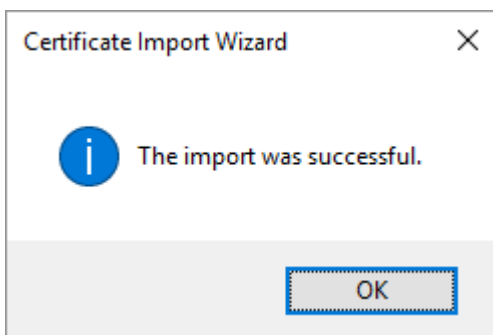 Certificate Import Wizard
The import was successful.
OK